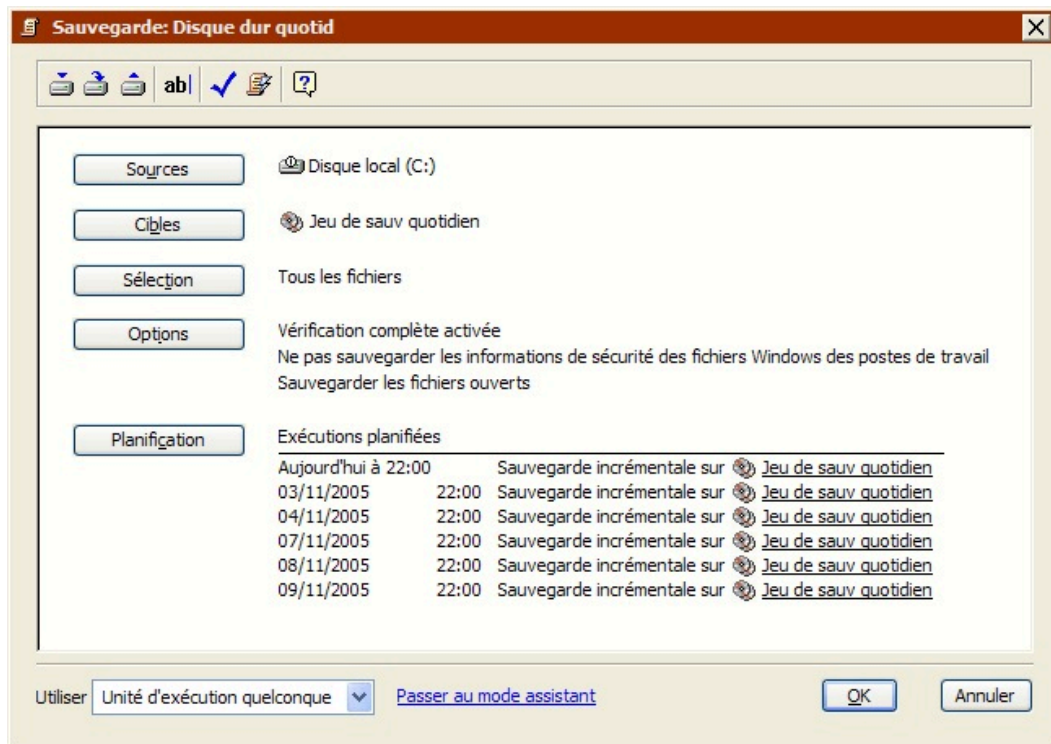 Sauvegarde: Disque dur quotid
ab|
Sources Disque local (C:)
Cibles Jeu de sauv quotidien
Sélection Tous les fichiers
Options Vérification complète activée
Ne pas sauvegarder les informations de sécurité des fichiers Windows des postes de travail
Sauvegarder les fichiers ouverts
Planification Exécutions planifiées
Aujourd'hui à 22:00 Sauvegarde incrémentale sur Jeu de sauv quotidien
03/11/2005 22:00 Sauvegarde incrémentale sur Jeu de sauv quotidien
04/11/2005 22:00 Sauvegarde incrémentale sur Jeu de sauv quotidien
07/11/2005 22:00 Sauvegarde incrémentale sur Jeu de sauv quotidien
08/11/2005 22:00 Sauvegarde incrémentale sur Jeu de sauv quotidien
09/11/2005 22:00 Sauvegarde incrémentale sur Jeu de sauv quotidien
Utiliser Unité d'exécution quelconque Passer au mode assistant OK Annuler